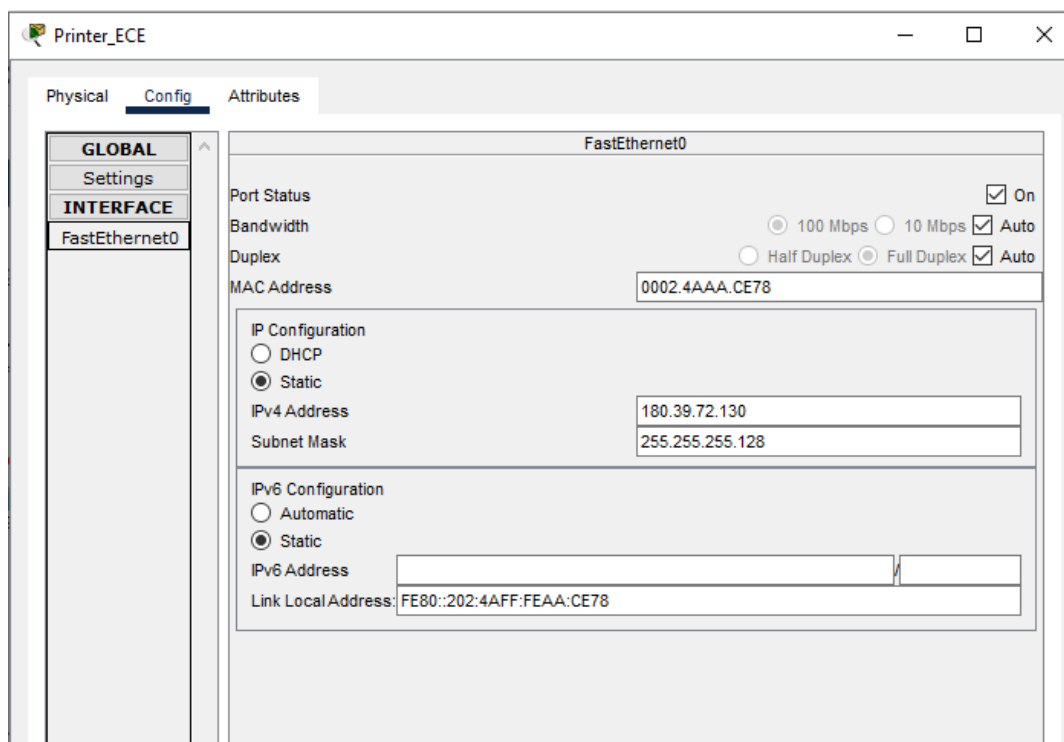 Printer_ECE
Physical Config Attributes
GLOBAL
Settings
INTERFACE
FastEthernet0
FastEthernet0
Port Status On
Bandwidth 100 Mbps 10 Mbps Auto
Duplex Half Duplex Full Duplex Auto
MAC Address 0002.4AAA.CE78
IP Configuration
DHCP
Static
IPv4 Address 180.39.72.130
Subnet Mask 255.255.255.128
IPv6 Configuration
Automatic
Static
IPv6 Address /
Link Local Address: FE80::202:4AFF:FEAA:CE78